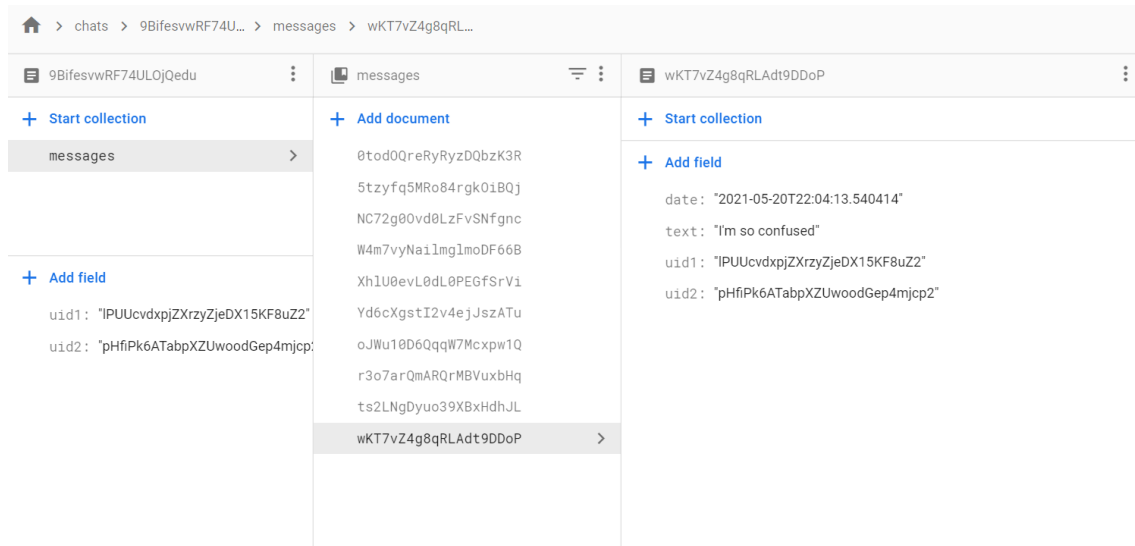 chats > 9BifesvwRF74U... > messages > wKT7vZ4g8qRL...
9BifesvwRF74ULOjQedu
Start collection
messages
Add field
uid1: "lPUUcvdxpjZXrzyZjeDX15KF8uZ2"
uid2: "pHfiPk6ATabpXZUwoodGep4mjcp2
messages
Add document
0todOQreRyRyzDQbzK3R
5tzyfq5MRo84rgkOiBQj
NC72g0Ovd0LzFvSNfgnc
W4m7vyNailmglmoDF66B
XhlU0evL0dL0PEGfSrVi
Yd6cXgstI2v4ejJszATu
oJWu10D6QqqW7Mcxpw1Q
r3o7arQmARQrMBVuxbHq
ts2LNgDyuo39XBxHdhJL
wKT7vZ4g8qRLAdt9DDoP
wKT7vZ4g8qRLAdt9DDoP
Start collection
Add field
date: "2021-05-20T22:04:13.540414"
text: "I'm so confused"
uid1: "lPUUcvdxpjZXrzyZjeDX15KF8uZ2"
uid2: "pHfiPk6ATabpXZUwoodGep4mjcp2"